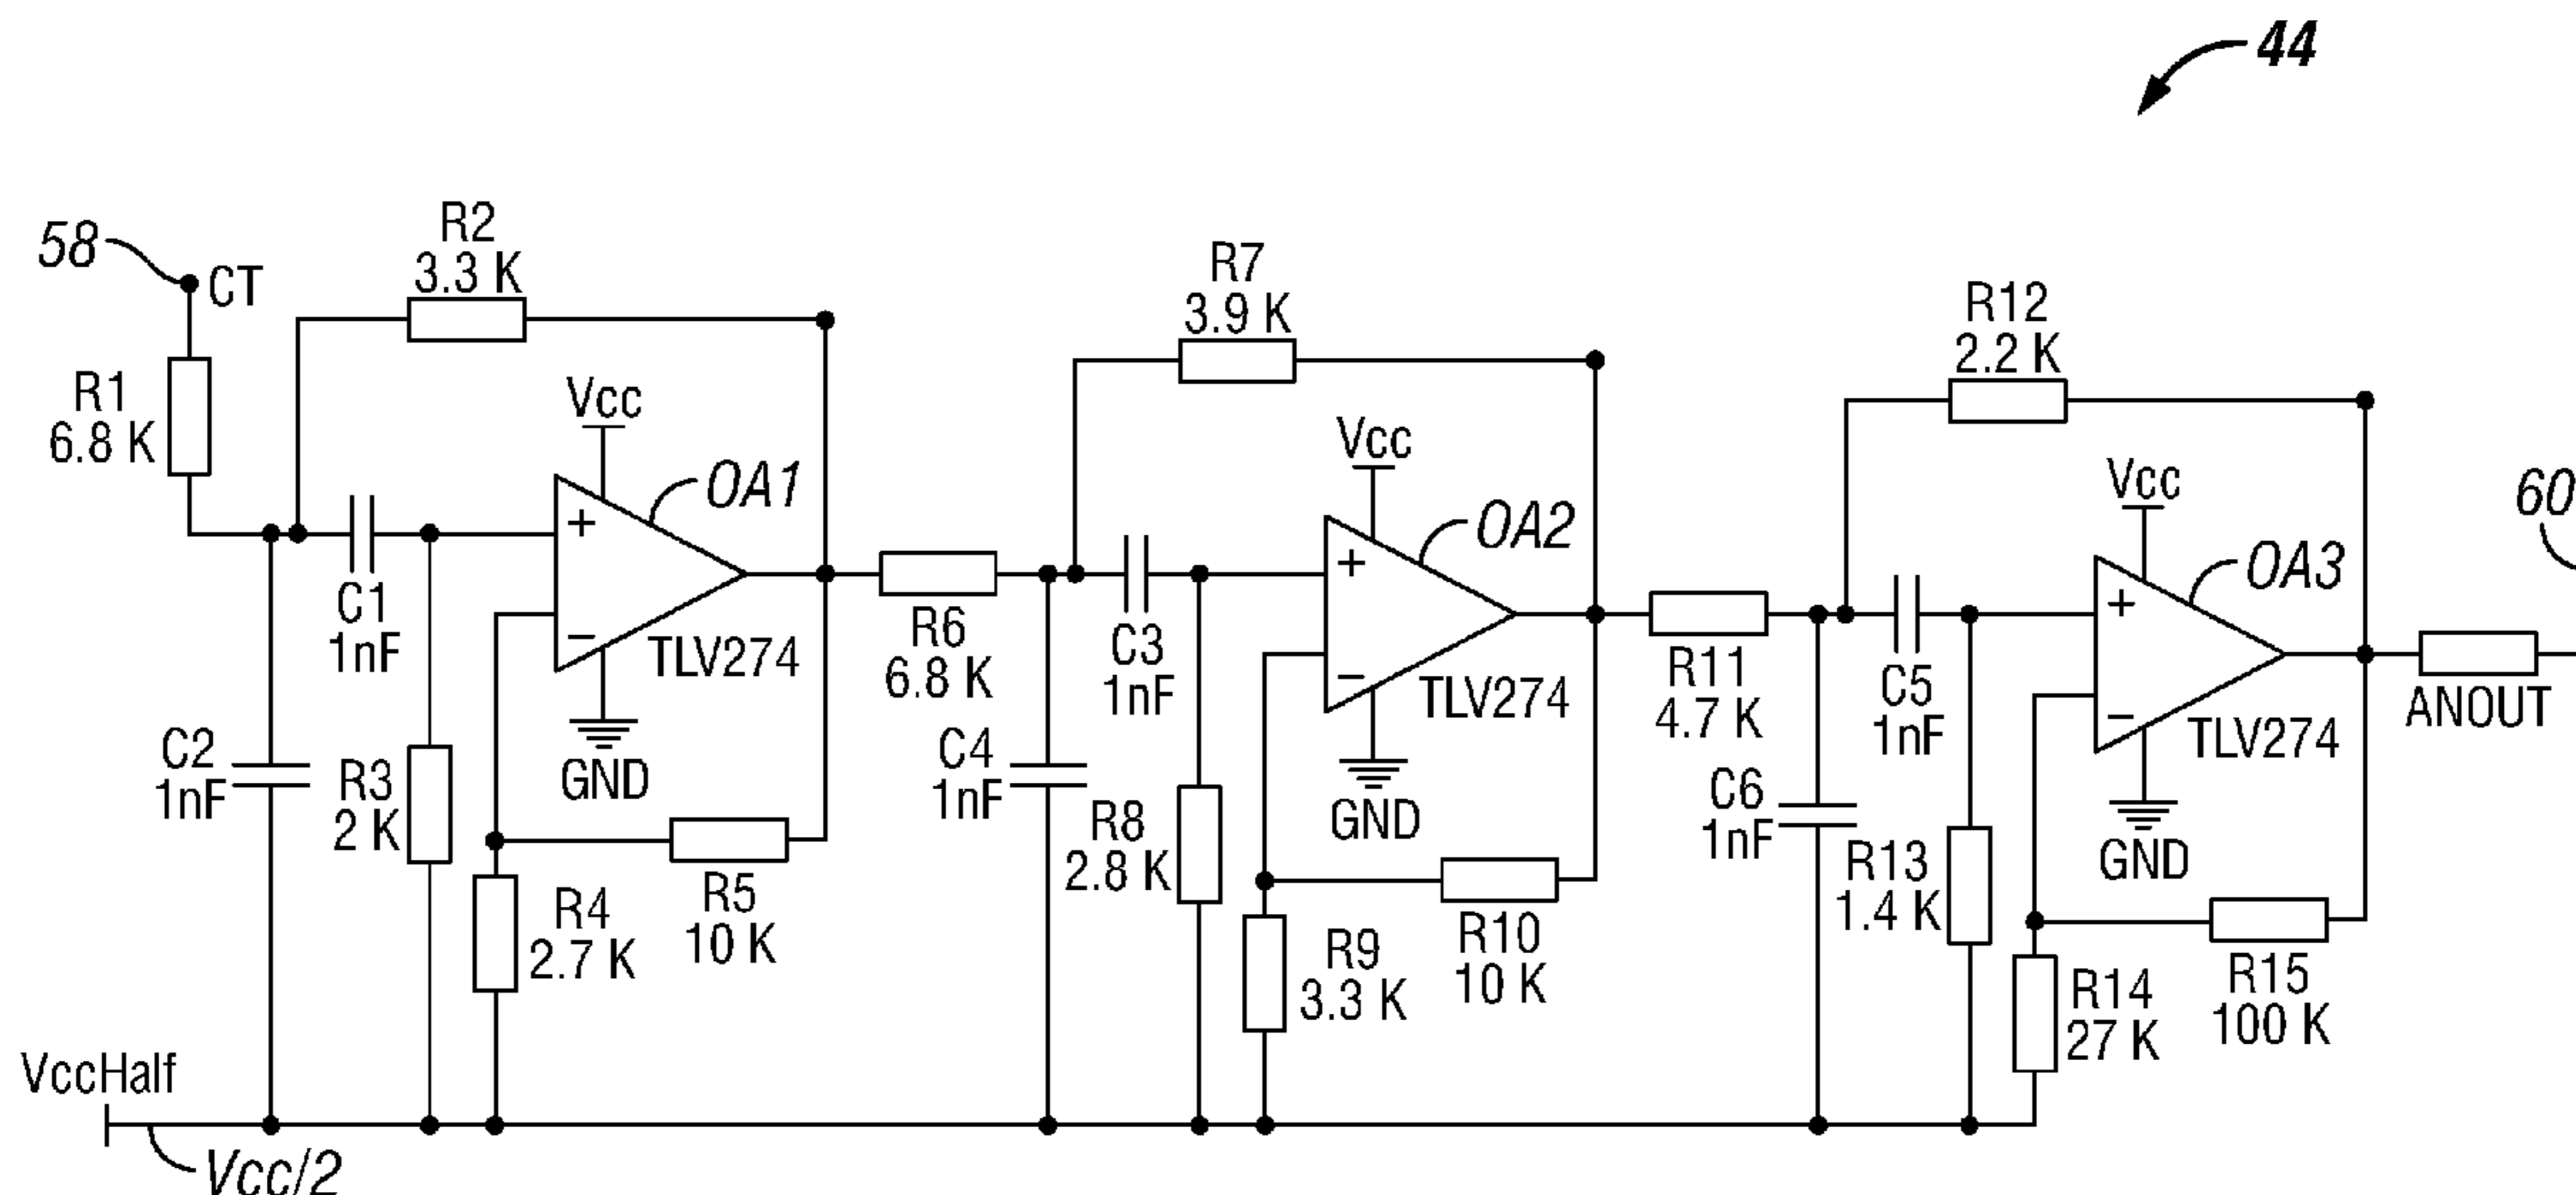 44
58
CT
R1
6.8 K
R2
3.3 K
C1
1nF
C2
1nF
R3
2 K
Vcc
+
−
OA1
TLV274
GND
R4
2.7 K
R5
10 K
R6
6.8 K
R7
3.9 K
C3
1nF
C4
1nF
R8
2.8 K
Vcc
+
−
OA2
TLV274
GND
R9
3.3 K
R10
10 K
R11
4.7 K
R12
2.2 K
C5
1nF
C6
1nF
R13
1.4 K
Vcc
+
−
OA3
TLV274
GND
R14
27 K
R15
100 K
60
ANOUT
VccHalf
Vcc/2